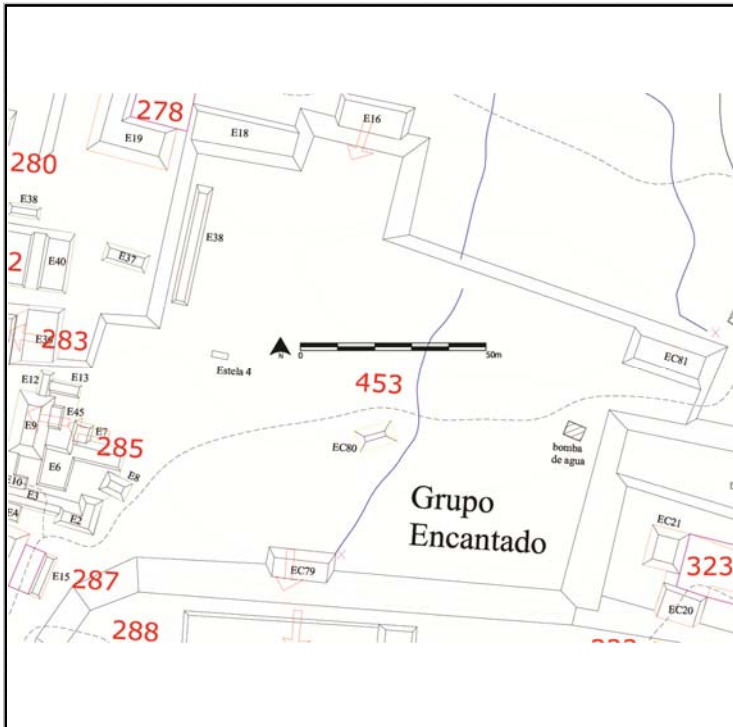 278
E16
E18
E19
280
E38
E38
E37
E40
2
E39
283
N
0
50m
EC81
Estela 4
453
E12
E13
E45
E9
E7
285
EC80
bomba
de agua
E6
E8
E10
E3
E4
E2
Grupo
Encantado
EC21
323
EC79
E15
287
EC20
288